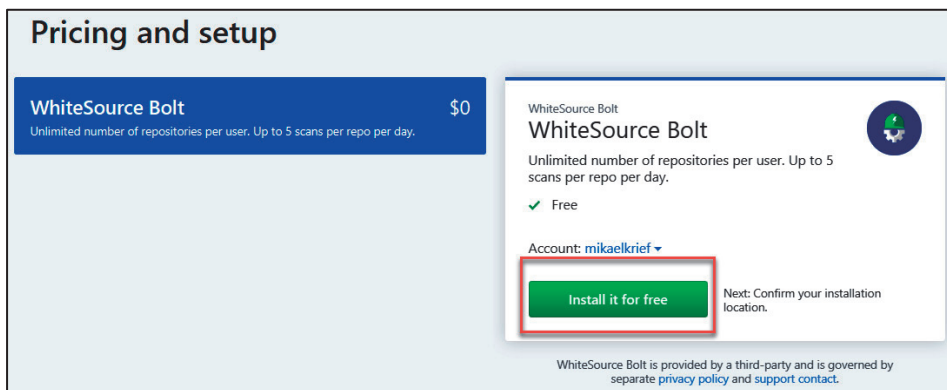 Pricing and setup
WhiteSource Bolt $0
Unlimited number of repositories per user. Up to 5 scans per repo per day.
WhiteSource Bolt
WhiteSource Bolt
Unlimited number of repositories per user. Up to 5
scans per repo per day.
Free
Account: mikaelkrief
Install it for free
Next: Confirm your installation
location.
WhiteSource Bolt is provided by a third-party and is governed by
separate privacy policy and support contact.